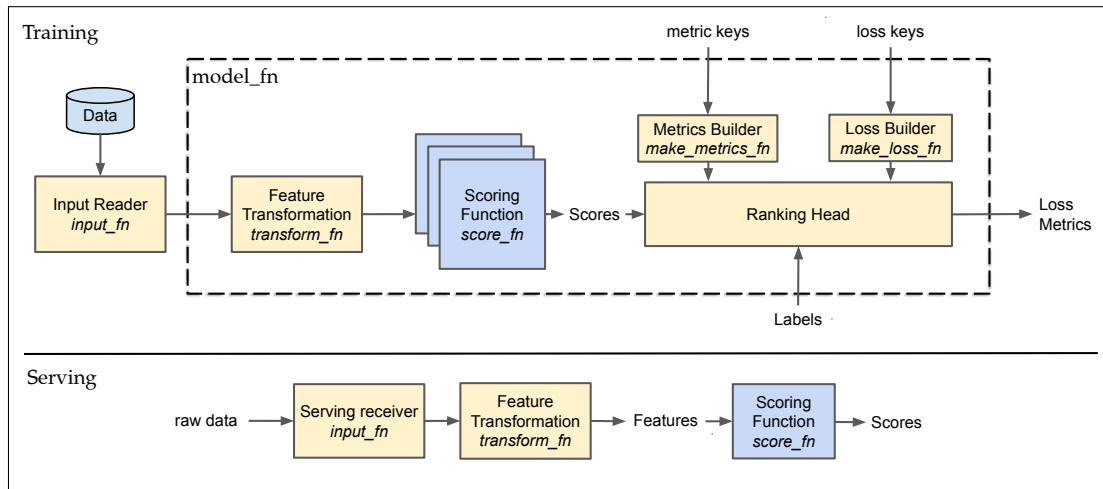 Training
metric keys
loss keys
model_fn
Data
Metrics Builder
make_metrics_fn
Loss Builder
make_loss_fn
Input Reader
input_fn
Feature
Transformation
transform_fn
Scoring
Function
score_fn
Scores
Ranking Head
Loss
Metrics
Labels
Serving
raw data
Serving receiver
input_fn
Feature
Transformation
transform_fn
Features
Scoring
Function
score_fn
Scores